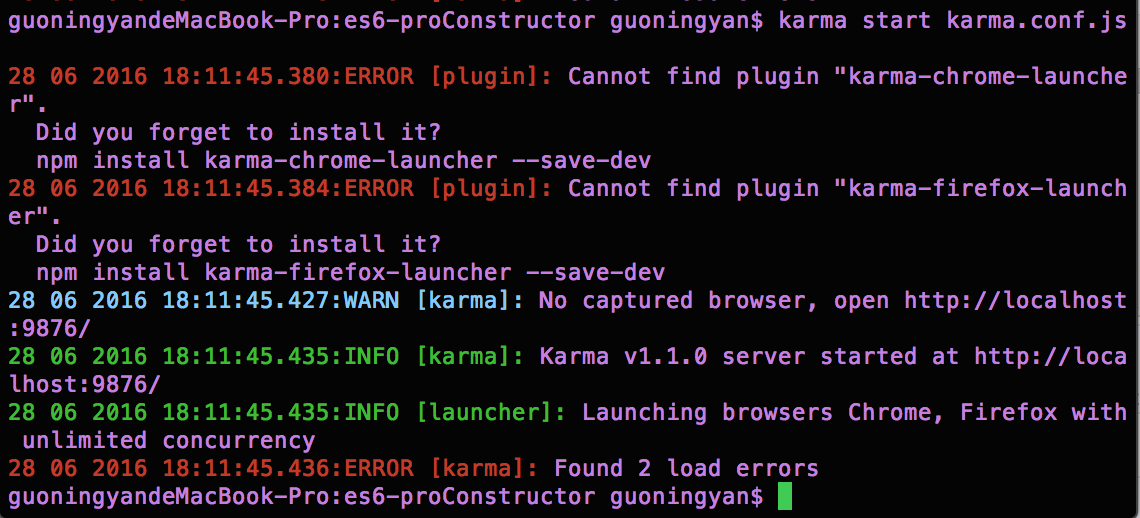 guoningyandeMacBook-Pro:es6-proConstructor guoningyan$ karma start karma.conf.js
28 06 2016 18:11:45.380:ERROR [plugin]: Cannot find plugin "karma-chrome-launche
r".
  Did you forget to install it?
  npm install karma-chrome-launcher --save-dev
28 06 2016 18:11:45.384:ERROR [plugin]: Cannot find plugin "karma-firefox-launch
er".
  Did you forget to install it?
  npm install karma-firefox-launcher --save-dev
28 06 2016 18:11:45.427:WARN [karma]: No captured browser, open http://localhost
:9876/
28 06 2016 18:11:45.435:INFO [karma]: Karma v1.1.0 server started at http://loca
lhost:9876/
28 06 2016 18:11:45.435:INFO [launcher]: Launching browsers Chrome, Firefox with
 unlimited concurrency
28 06 2016 18:11:45.436:ERROR [karma]: Found 2 load errors
guoningyandeMacBook-Pro:es6-proConstructor guoningyan$